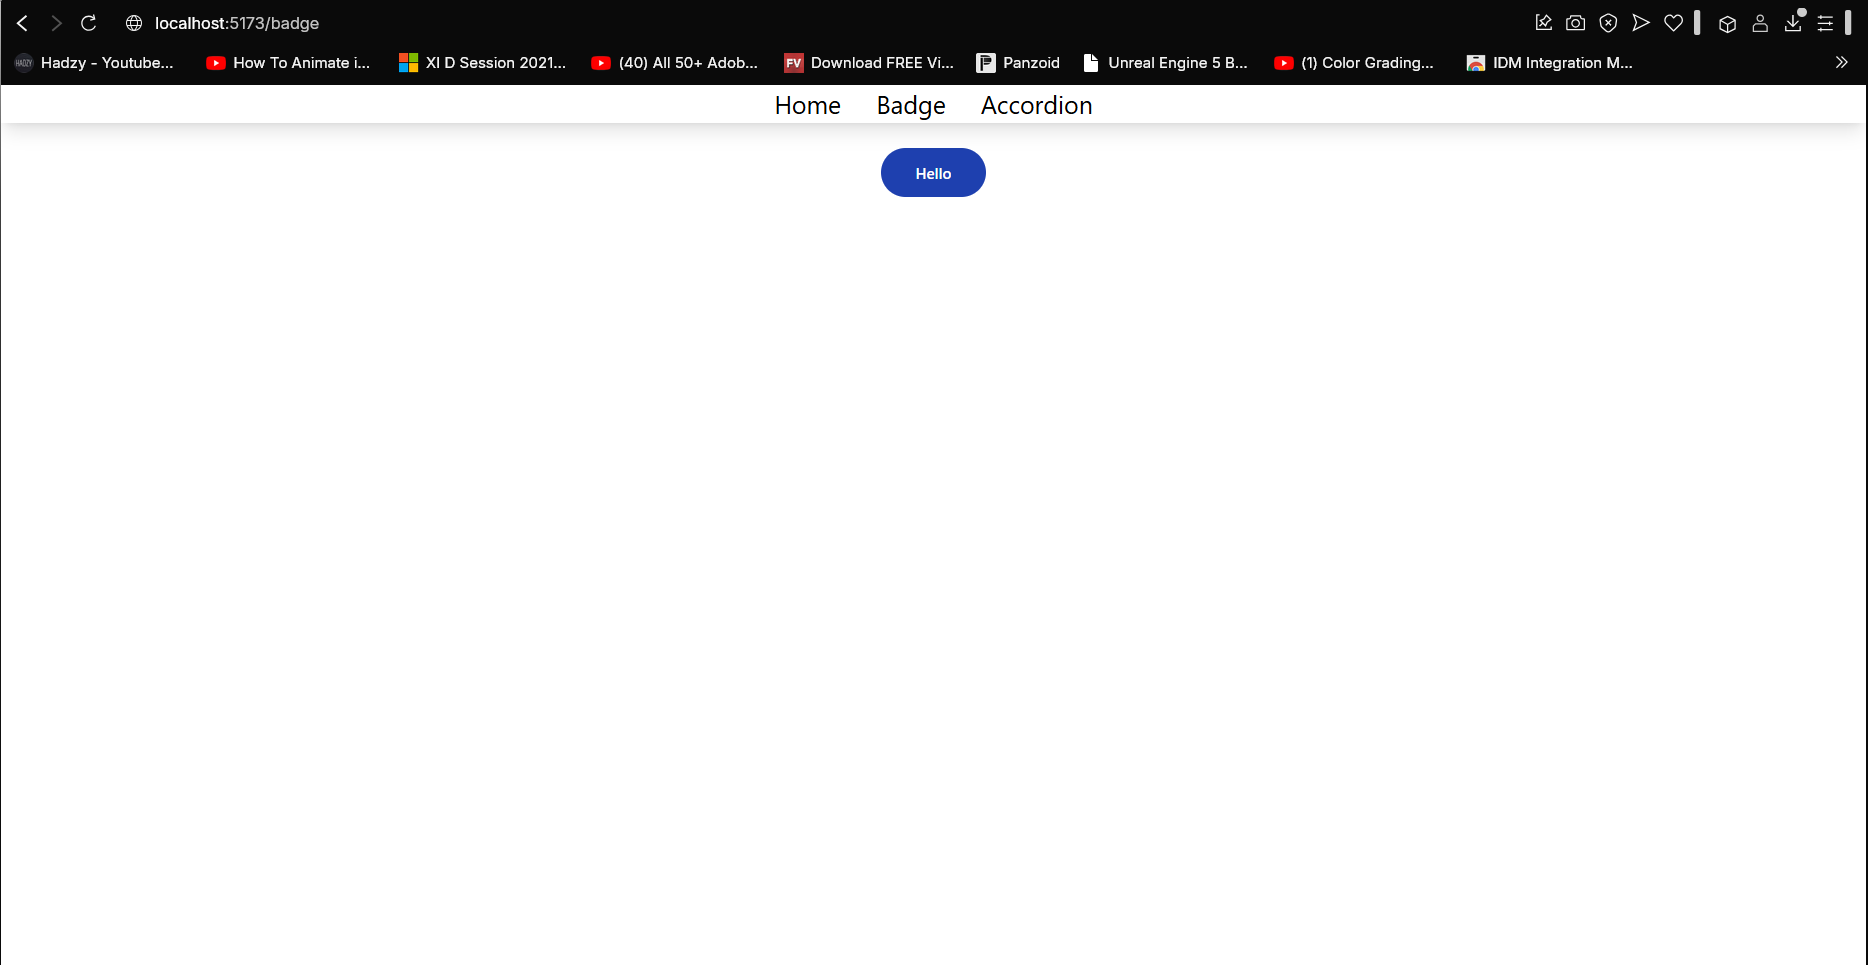 localhost:5173/badge
HADZY Hadzy - Youtube... How To Animate i... XI D Session 2021... (40) All 50+ Adob... FV Download FREE Vi... Panzoid Unreal Engine 5 B... (1) Color Grading... IDM Integration M...
Home Badge Accordion
Hello